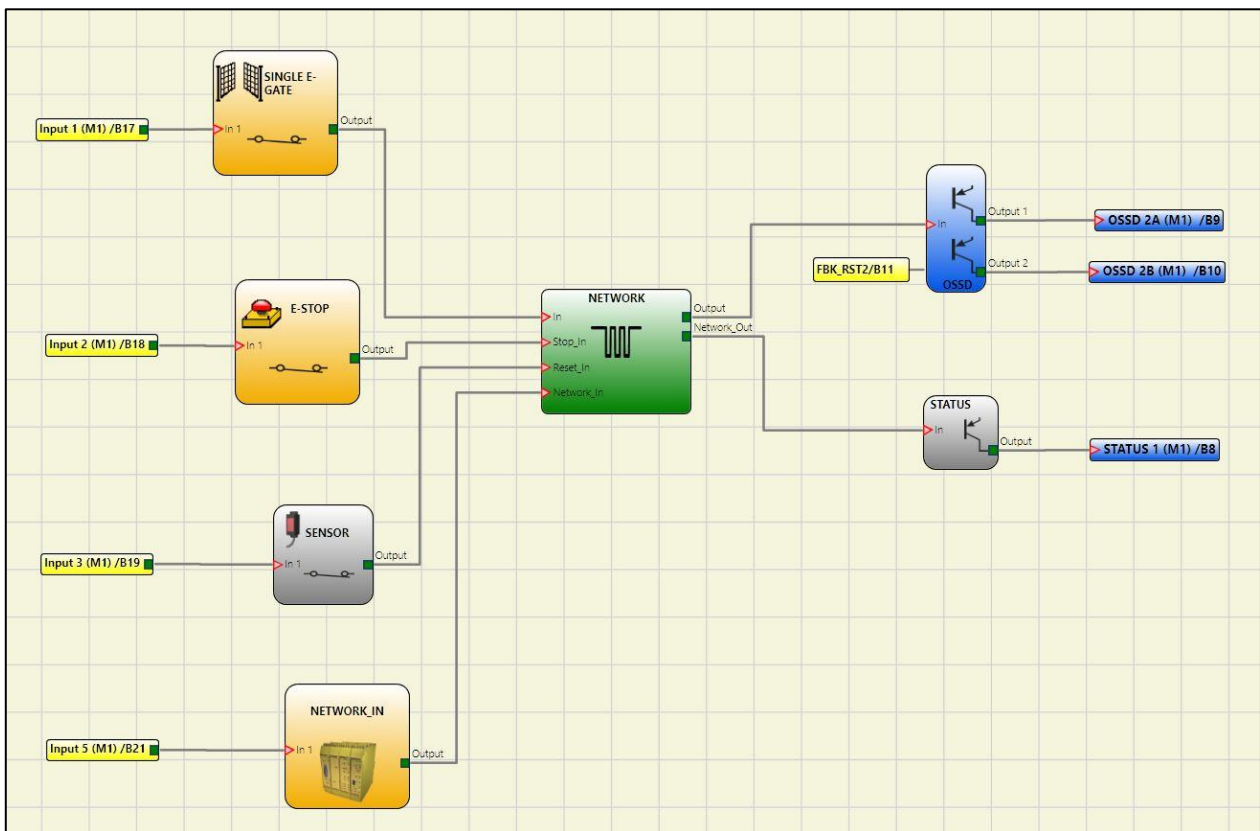 SINGLE E-
GATE
Input 1 (M1) /B17
In 1
Output
E-STOP
Input 2 (M1) /B18
In 1
Output
SENSOR
Input 3 (M1) /B19
In 1
Output
NETWORK_IN
Input 5 (M1) /B21
In 1
Output
NETWORK
In
Stop_In
Reset_In
Network_In
Output
Network_Out
In
Output 1
Output 2
OSSD
FBK_RST2/B11
OSSD 2A (M1) /B9
OSSD 2B (M1) /B10
STATUS
In
Output
STATUS 1 (M1) /B8